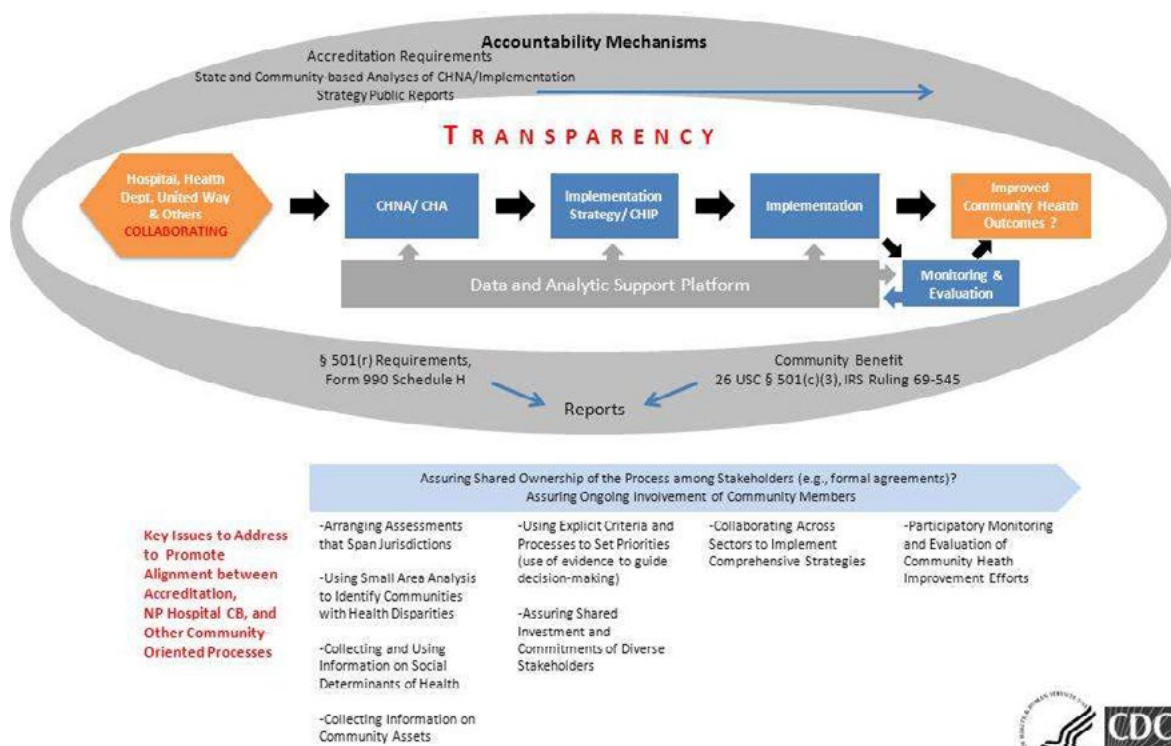 Accountability Mechanisms
Accreditation Requirements
State and Community-based Analyses of CHNA/Implementation
Strategy Public Reports
TRANSPARENCY
Hospital, Health
Dept. United Way
& Others
COLLABORATING
CHNA/ CHA
Implementation
Strategy/ CHIP
Implementation
Improved
Community Health
Outcomes ?
Data and Analytic Support Platform
Monitoring &
Evaluation
§ 501(r) Requirements,
Form 990 Schedule H
Community Benefit
26 USC § 501(c)(3), IRS Ruling 69-545
Reports
Assuring Shared Ownership of the Process among Stakeholders (e.g., formal agreements)?
Assuring Ongoing Involvement of Community Members
Key Issues to Address
to Promote
Alignment between
Accreditation,
NP Hospital CB, and
Other Community
Oriented Processes
-Arranging Assessments
that Span Jurisdictions
-Using Small Area Analysis
to Identify Communities
with Health Disparities
-Collecting and Using
Information on Social
Determinants of Health
-Collecting Information on
Community Assets
-Using Explicit Criteria and
Processes to Set Priorities
(use of evidence to guide
decision-making)
-Assuring Shared
Investment and
Commitments of Diverse
Stakeholders
-Collaborating Across
Sectors to Implement
Comprehensive Strategies
-Participatory Monitoring
and Evaluation of
Community Heath
Improvement Efforts
CDC